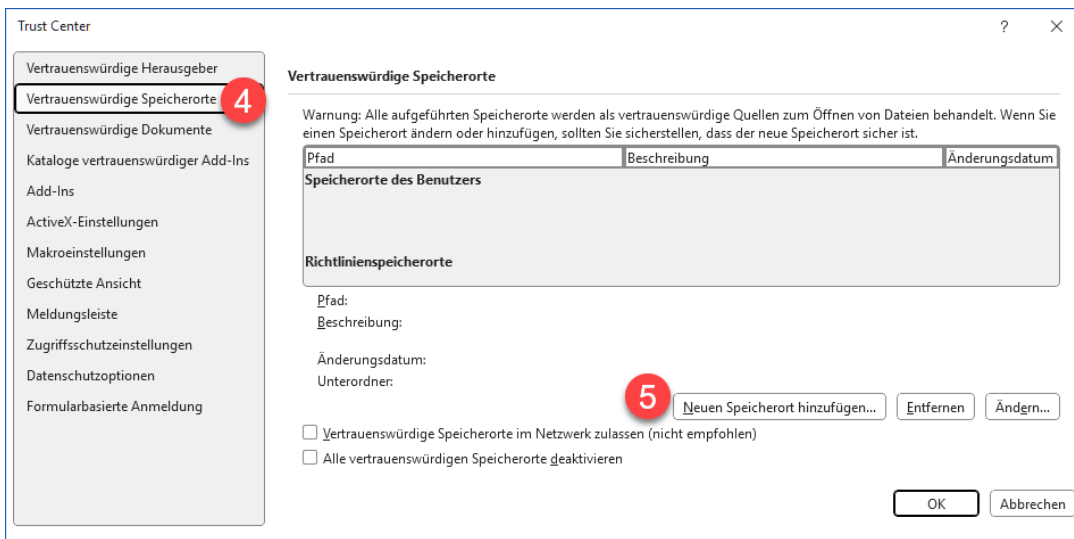 Trust Center
?
Vertrauenswürdige Herausgeber
Vertrauenswürdige Speicherorte
4
Vertrauenswürdige Dokumente
Kataloge vertrauenswürdiger Add-Ins
Add-Ins
ActiveX-Einstellungen
Makroeinstellungen
Geschützte Ansicht
Meldungsleiste
Zugriffsschutzeinstellungen
Datenschutzoptionen
Formularbasierte Anmeldung
Vertrauenswürdige Speicherorte
Warnung: Alle aufgeführten Speicherorte werden als vertrauenswürdige Quellen zum Öffnen von Dateien behandelt. Wenn Sie
einen Speicherort ändern oder hinzufügen, sollten Sie sicherstellen, dass der neue Speicherort sicher ist.
Pfad Beschreibung Änderungsdatum
Speicherorte des Benutzers
Richtlinienspeicherorte
Pfad:
Beschreibung:
Änderungsdatum:
Unterordner:
5
Neuen Speicherort hinzufügen... Entfernen Ändern...
Vertrauenswürdige Speicherorte im Netzwerk zulassen (nicht empfohlen)
Alle vertrauenswürdigen Speicherorte deaktivieren
OK Abbrechen